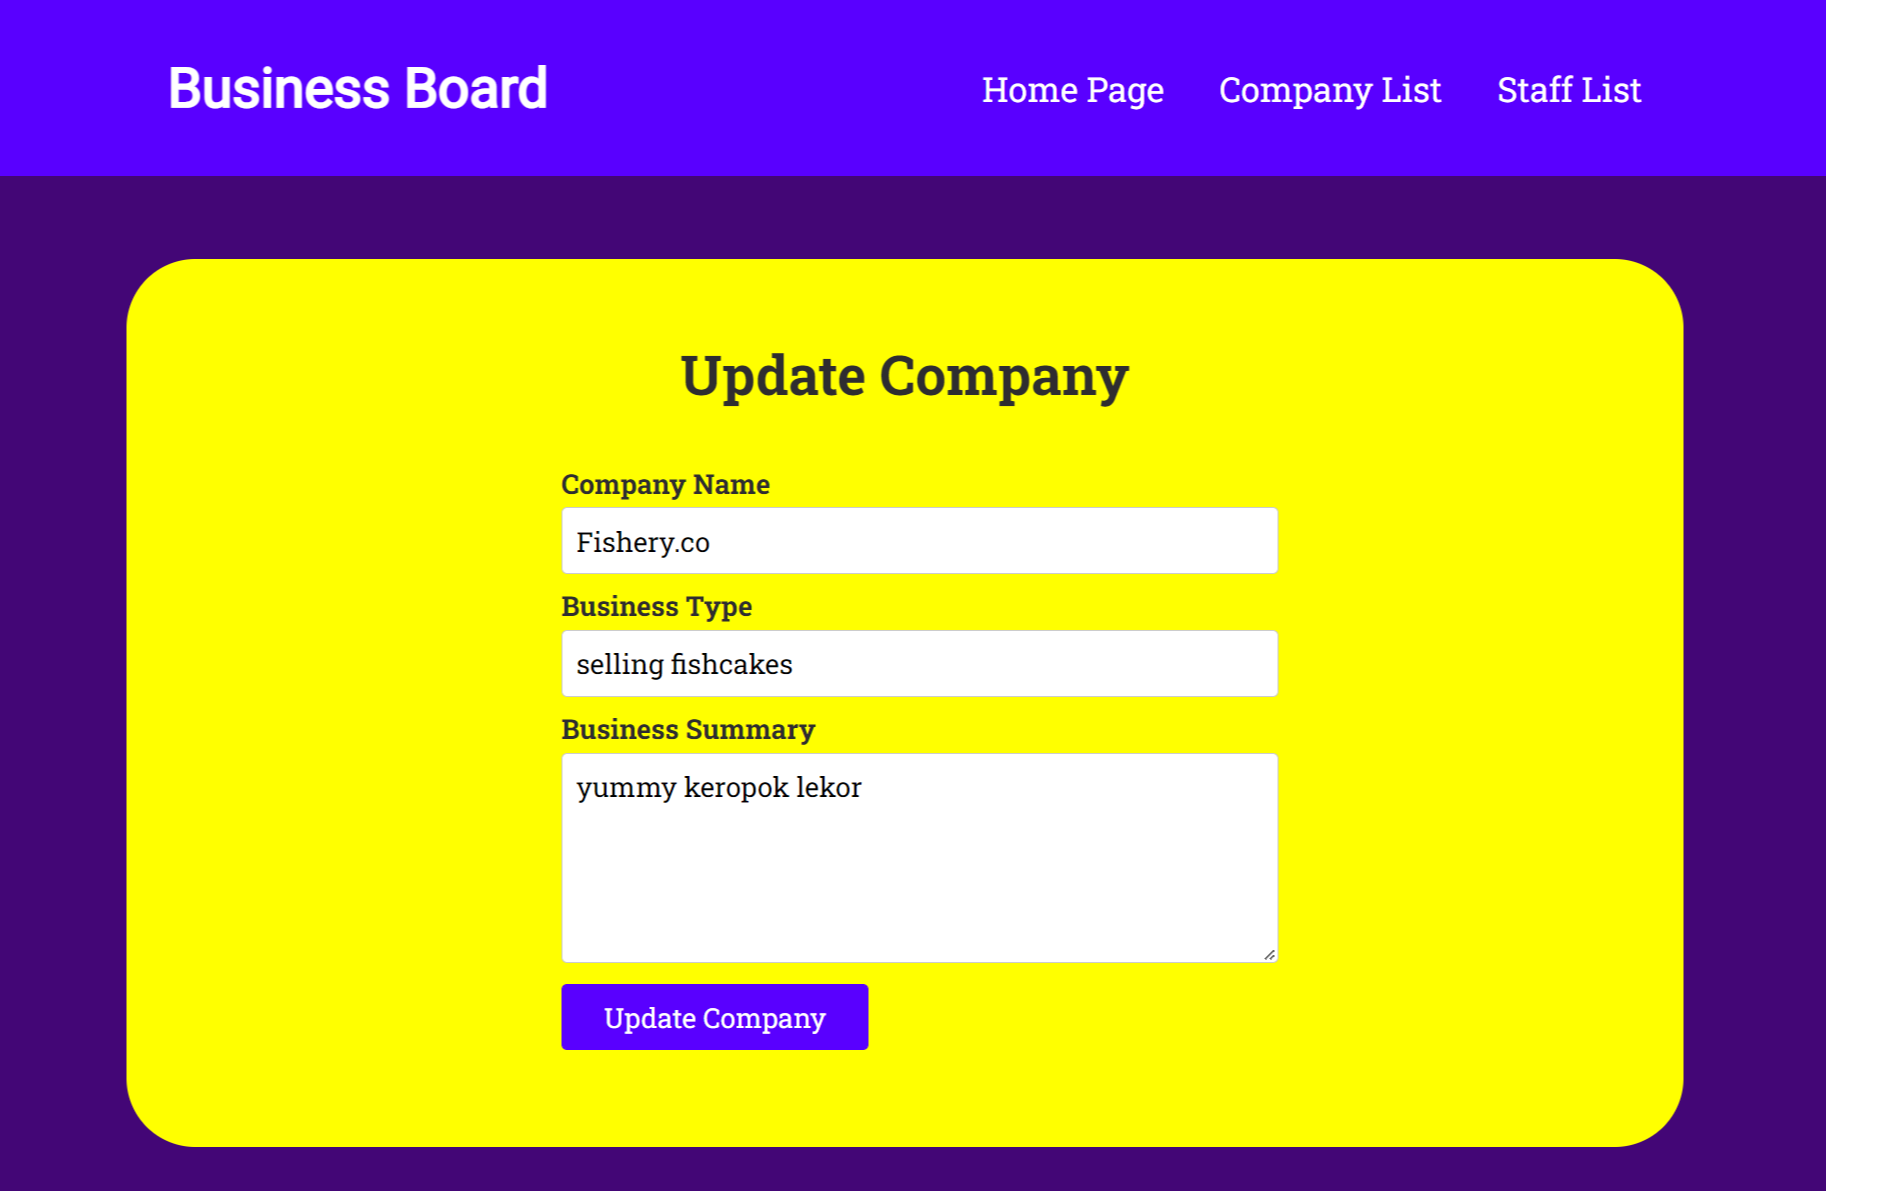 Business Board
Home Page
Company List
Staff List
Update Company
Company Name
Fishery.co
Business Type
selling fishcakes
Business Summary
yummy keropok lekor
Update Company